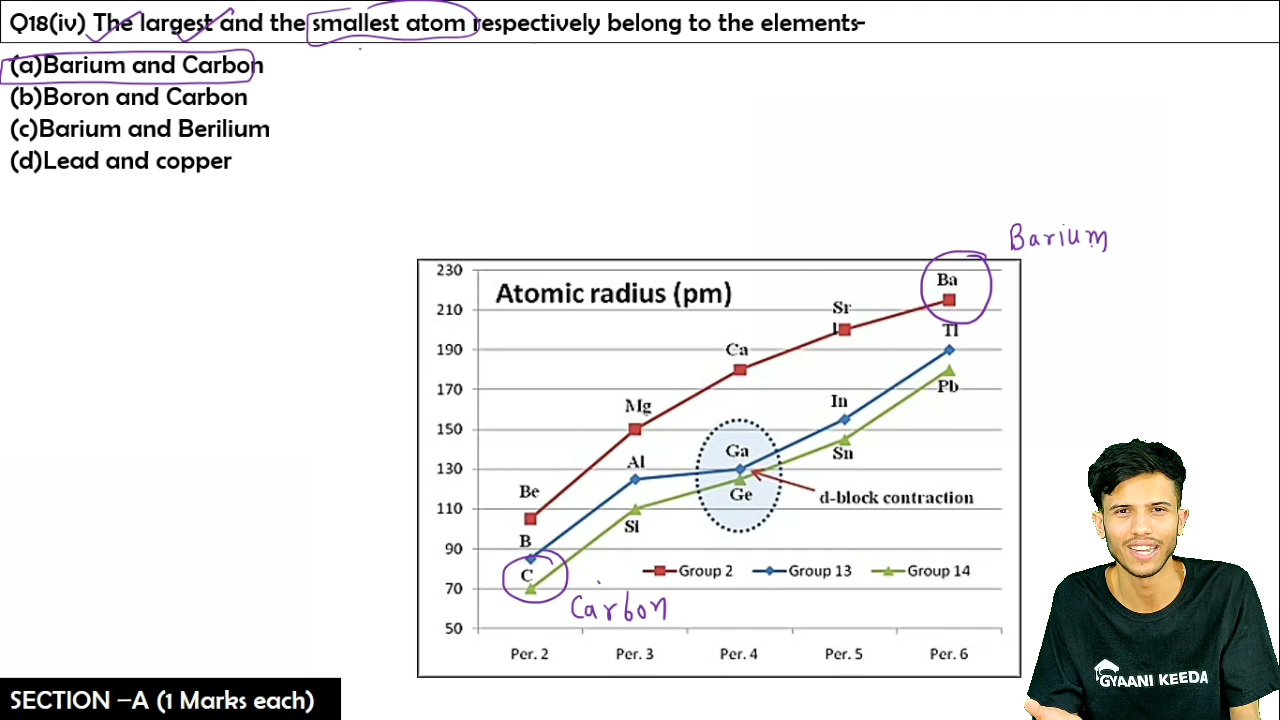 Q18(iv) The largest and the smallest atom respectively belong to the elements-
(a)Barium and Carbon
(b)Boron and Carbon
(c)Barium and Berilium
(d)Lead and copper
Barium
Atomic radius (pm)
230
210
190
170
150
130
110
90
70
50
Be
Mg
Ca
Sr
Ba
B
Al
Ga
In
Tl
C
Si
Ge
Sn
Pb
d-block contraction
Group 2
Group 13
Group 14
Carbon
Per. 2
Per. 3
Per. 4
Per. 5
Per. 6
GYAANI KEEDA
SECTION –A (1 Marks each)